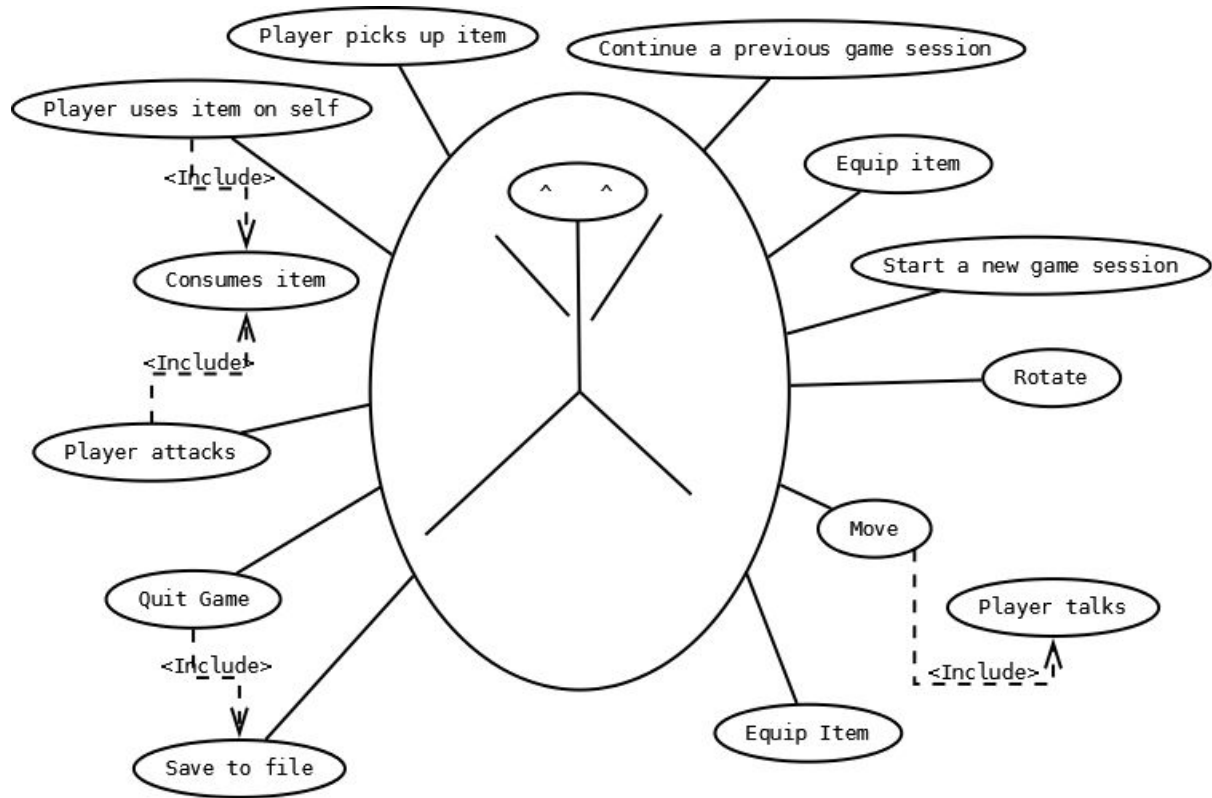 Player picks up item
Continue a previous game session
Player uses item on self
Equip item
<Include>
^ ^
Start a new game session
Consumes item
<Include>
Rotate
Player attacks
Move
Quit Game
Player talks
<Include>
<Include>
Equip Item
Save to file